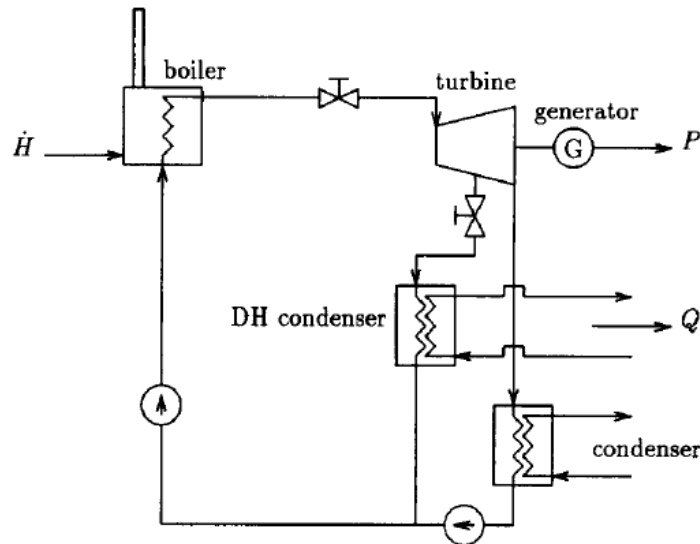 boiler
turbine
generator
Ḣ
G
P
DH condenser
Q̇
condenser